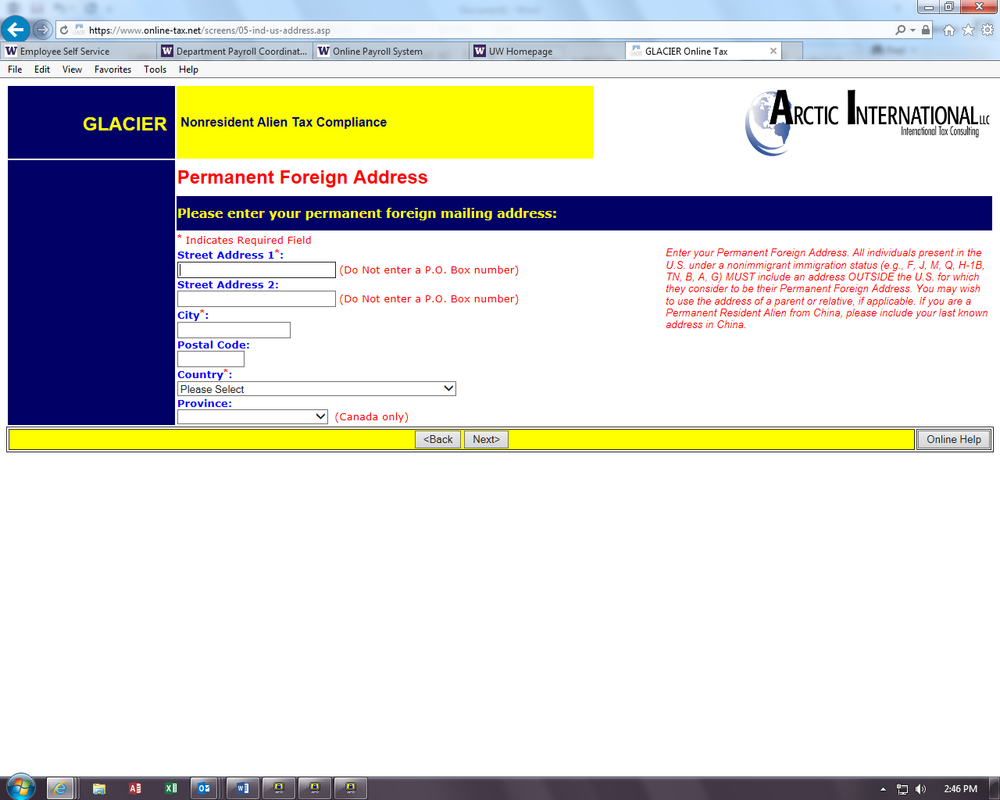 https://www.online-tax.net/screens/05-ind-us-address.asp
Employee Self Service
Department Payroll Coordinat...
Online Payroll System
UW Homepage
GLACIER Online Tax
File Edit View Favorites Tools Help
GLACIER
Nonresident Alien Tax Compliance
ARCTIC INTERNATIONAL LLC
International Tax Consulting
Permanent Foreign Address
Please enter your permanent foreign mailing address:
* Indicates Required Field
Street Address 1*:
(Do Not enter a P.O. Box number)
Street Address 2:
(Do Not enter a P.O. Box number)
City*:
Postal Code:
Country*:
Please Select
Province:
(Canada only)
Enter your Permanent Foreign Address. All individuals present in the
U.S. under a nonimmigrant immigration status (e.g., F, J, M, Q, H-1B,
TN, B, A, G) MUST include an address OUTSIDE the U.S. for which
they consider to be their Permanent Foreign Address. You may wish
to use the address of a parent or relative, if applicable. If you are a
Permanent Resident Alien from China, please include your last known
address in China.
<Back
Next>
Online Help
2:46 PM